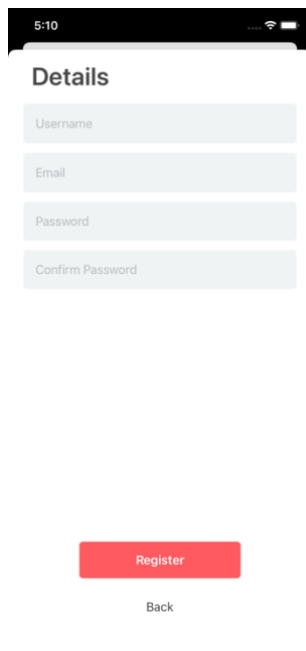 5:10
Details
Username
Email
Password
Confirm Password
Register
Back